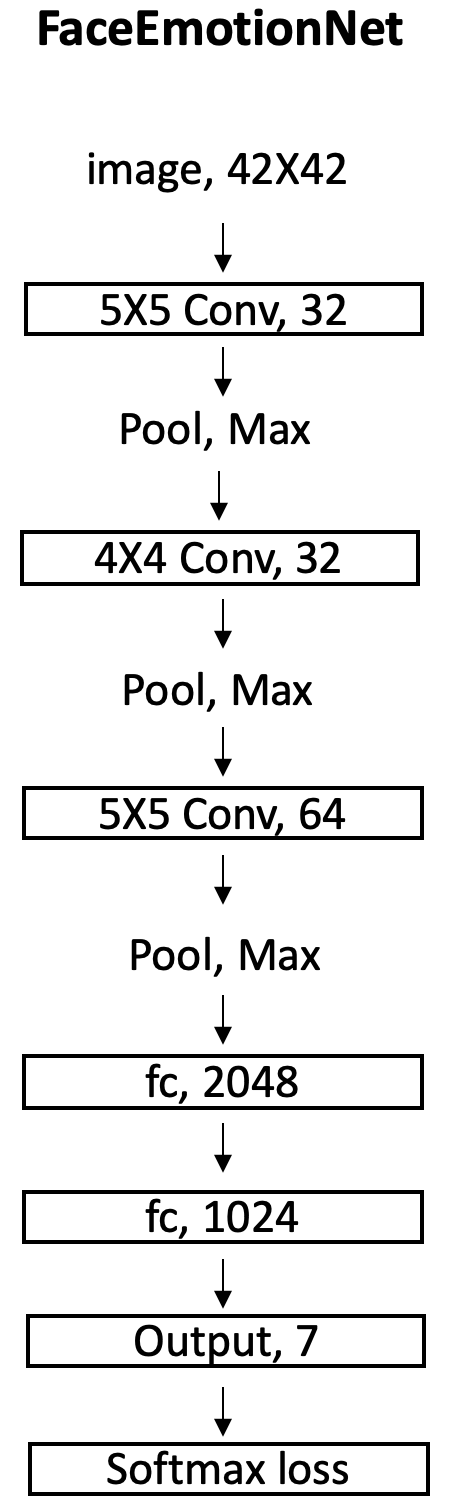 FaceEmotionNet
image, 42X42
5X5 Conv, 32
Pool, Max
4X4 Conv, 32
Pool, Max
5X5 Conv, 64
Pool, Max
fc, 2048
fc, 1024
Output, 7
Softmax loss